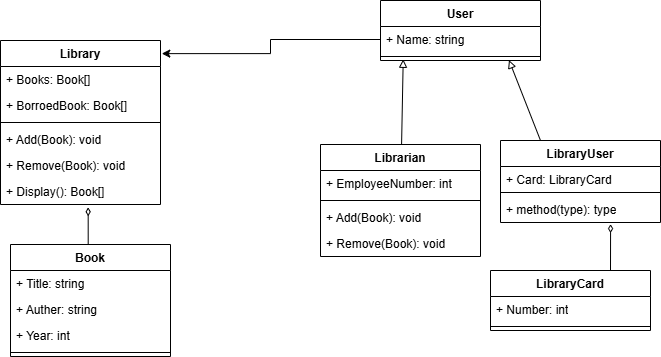 User
+ Name: string
Library
+ Books: Book[]
+ BorroedBook: Book[]
+ Add(Book): void
+ Remove(Book): void
+ Display(): Book[]
Librarian
+ EmployeeNumber: int
+ Add(Book): void
+ Remove(Book): void
LibraryUser
+ Card: LibraryCard
+ method(type): type
Book
+ Title: string
+ Auther: string
+ Year: int
LibraryCard
+ Number: int